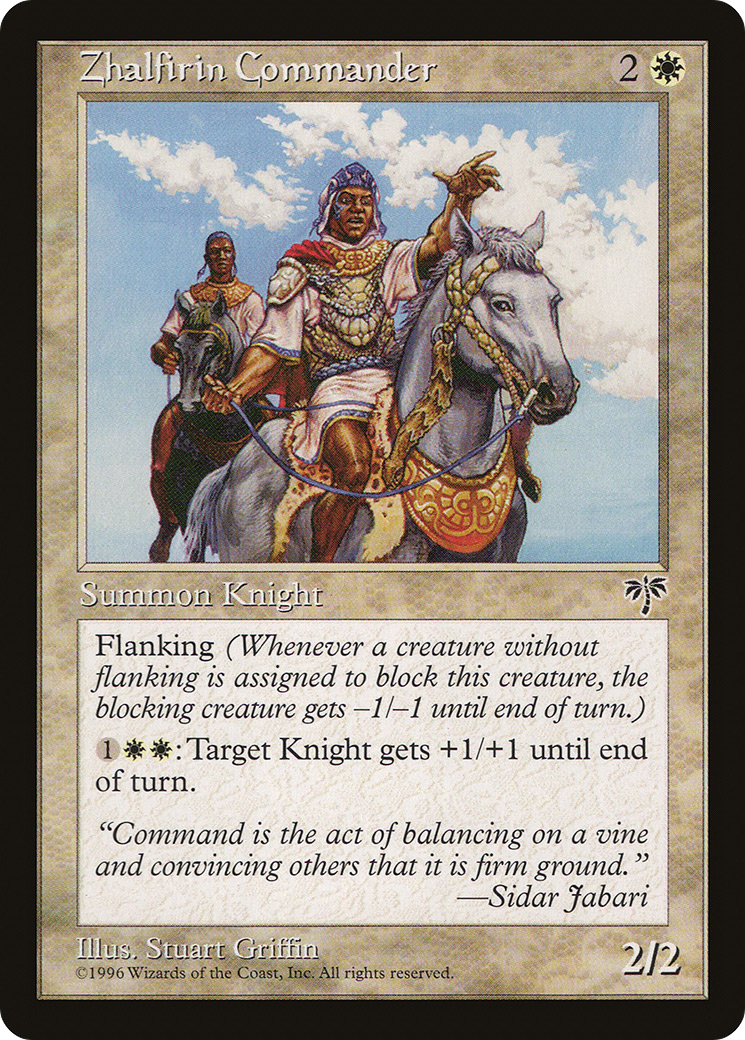 Zhalfirin Commander 2
Summon Knight
Flanking (Whenever a creature without
flanking is assigned to block this creature, the
blocking creature gets –1/–1 until end of turn.)
1: Target Knight gets +1/+1 until end
of turn.
“Command is the act of balancing on a vine
and convincing others that it is firm ground.”
—Sidar Jabari
Illus. Stuart Griffin
©1996 Wizards of the Coast, Inc. All rights reserved.
2/2